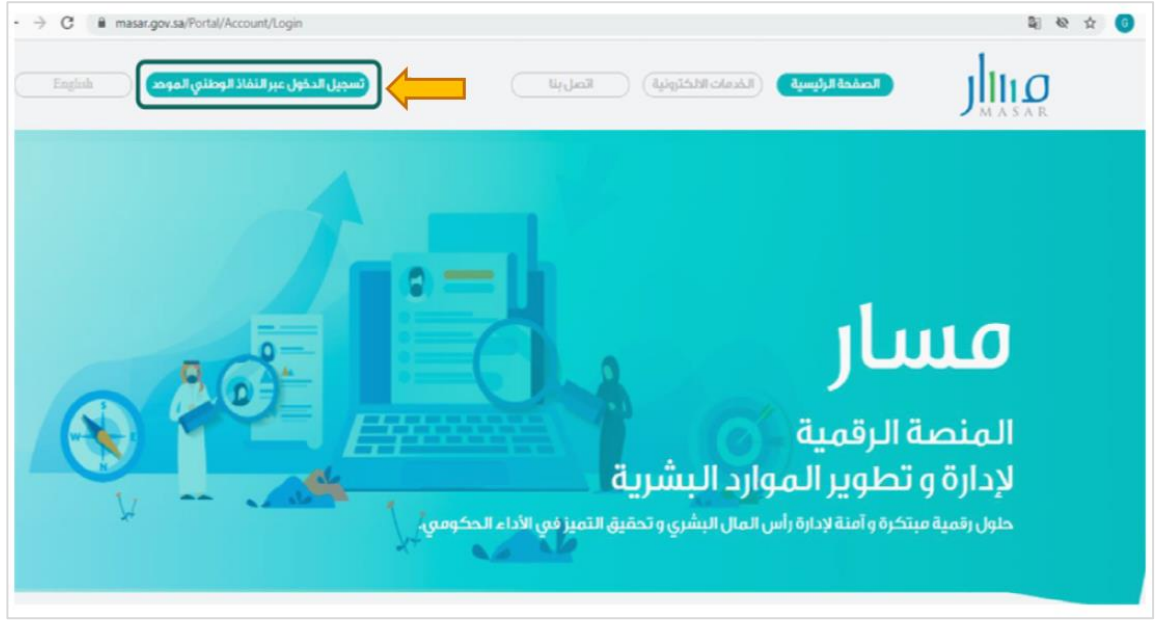 masar.gov.sa/Portal/Account/Login
G
مسار
MASAR
الصفحة الرئيسية
الخدمات الالكترونية
اتصل بنا
تسجيل الدخول عبر النفاذ الوطني الموحد
English
مسار
المنصة الرقمية
لإدارة و تطوير الموارد البشرية
حلول رقمية مبتكرة و آمنة لإدارة رأس المال البشري و تحقيق التميز في الأداء الحكومي.
S
W
E
N